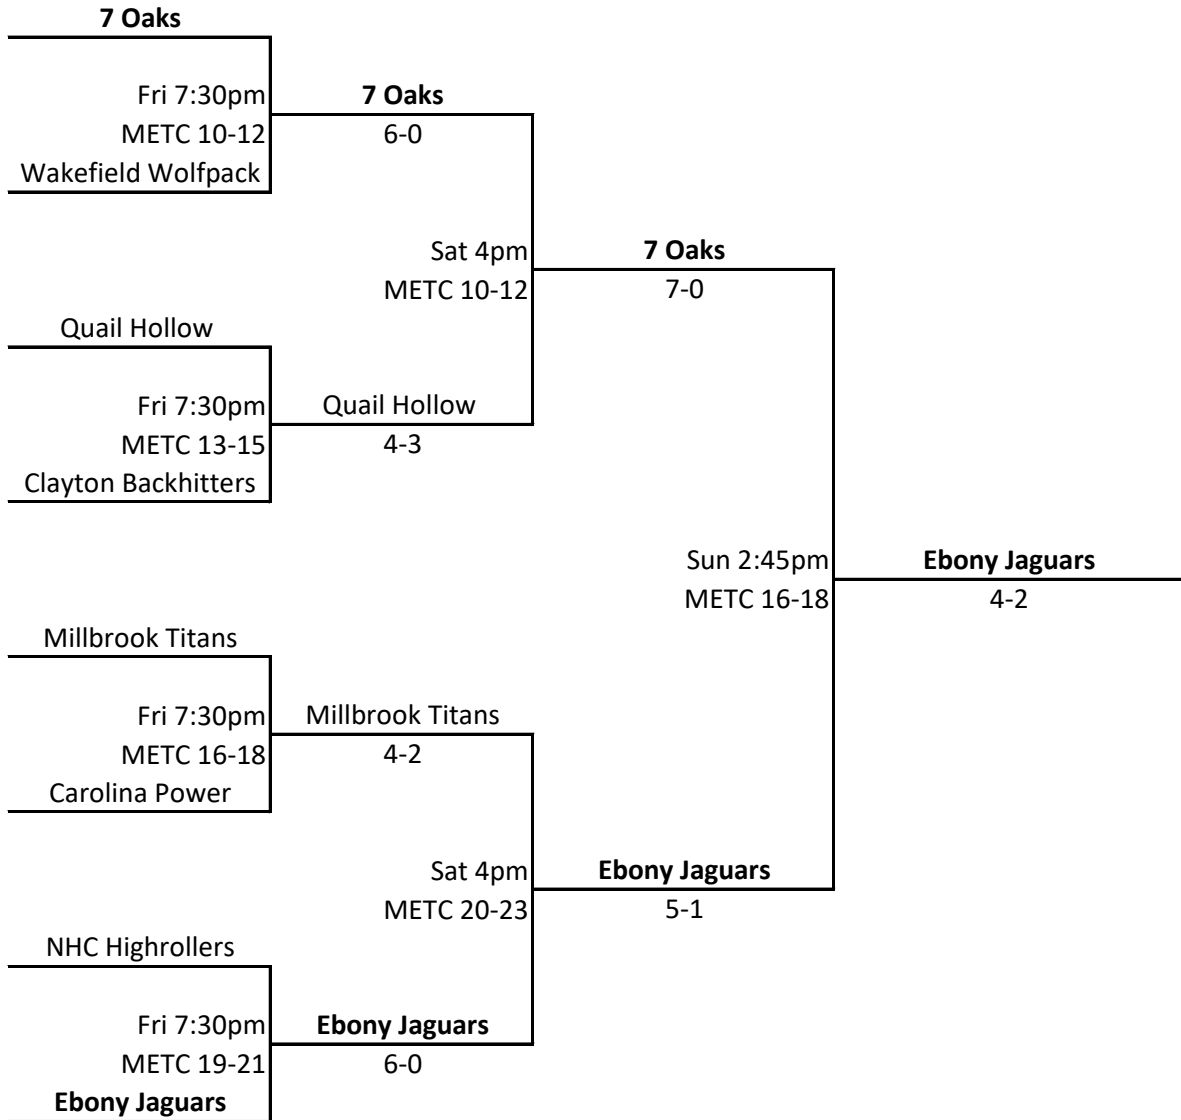 7 Oaks
Fri 7:30pm
7 Oaks
METC 10-12
6-0
Wakefield Wolfpack
Sat 4pm
7 Oaks
METC 10-12
7-0
Quail Hollow
Fri 7:30pm
Quail Hollow
METC 13-15
4-3
Clayton Backhitters
Sun 2:45pm
Ebony Jaguars
METC 16-18
4-2
Millbrook Titans
Fri 7:30pm
Millbrook Titans
METC 16-18
4-2
Carolina Power
Sat 4pm
Ebony Jaguars
METC 20-23
5-1
NHC Highrollers
Fri 7:30pm
Ebony Jaguars
METC 19-21
6-0
Ebony Jaguars